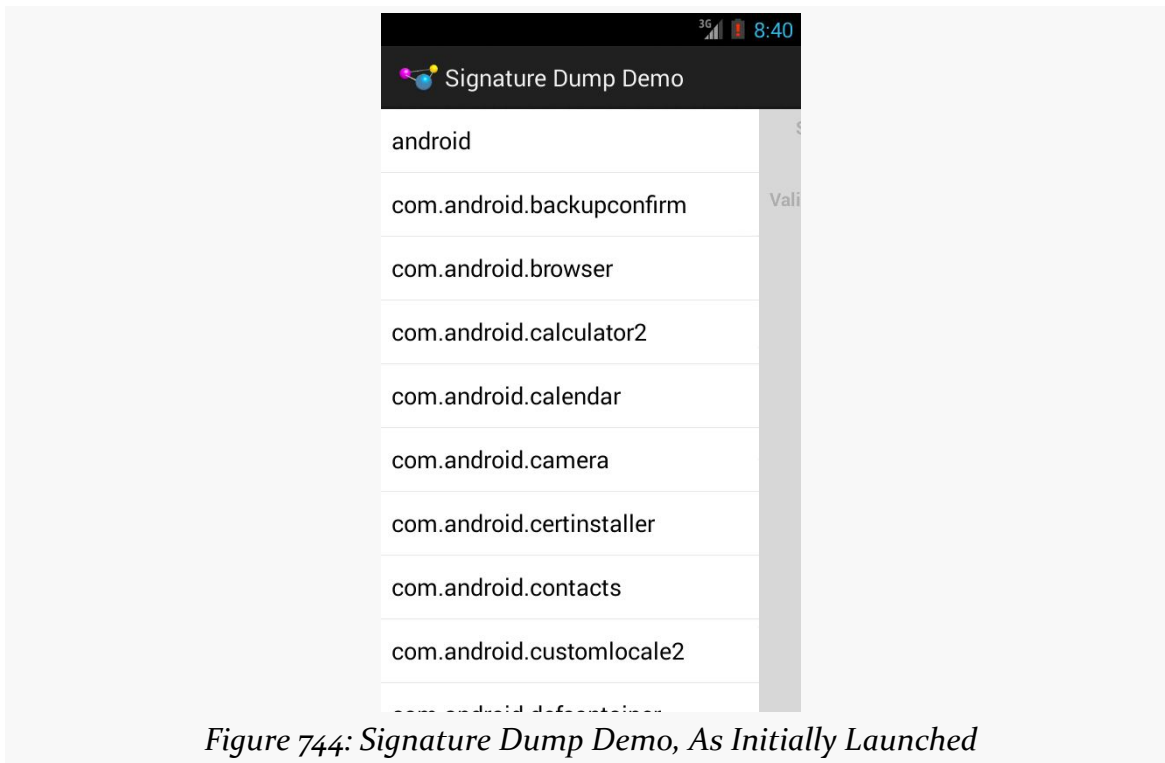 3G 8:40
Signature Dump Demo
android
com.android.backupconfirm
Vali
com.android.browser
com.android.calculator2
com.android.calendar
com.android.camera
com.android.certinstaller
com.android.contacts
com.android.customlocale2
Figure 744: Signature Dump Demo, As Initially Launched